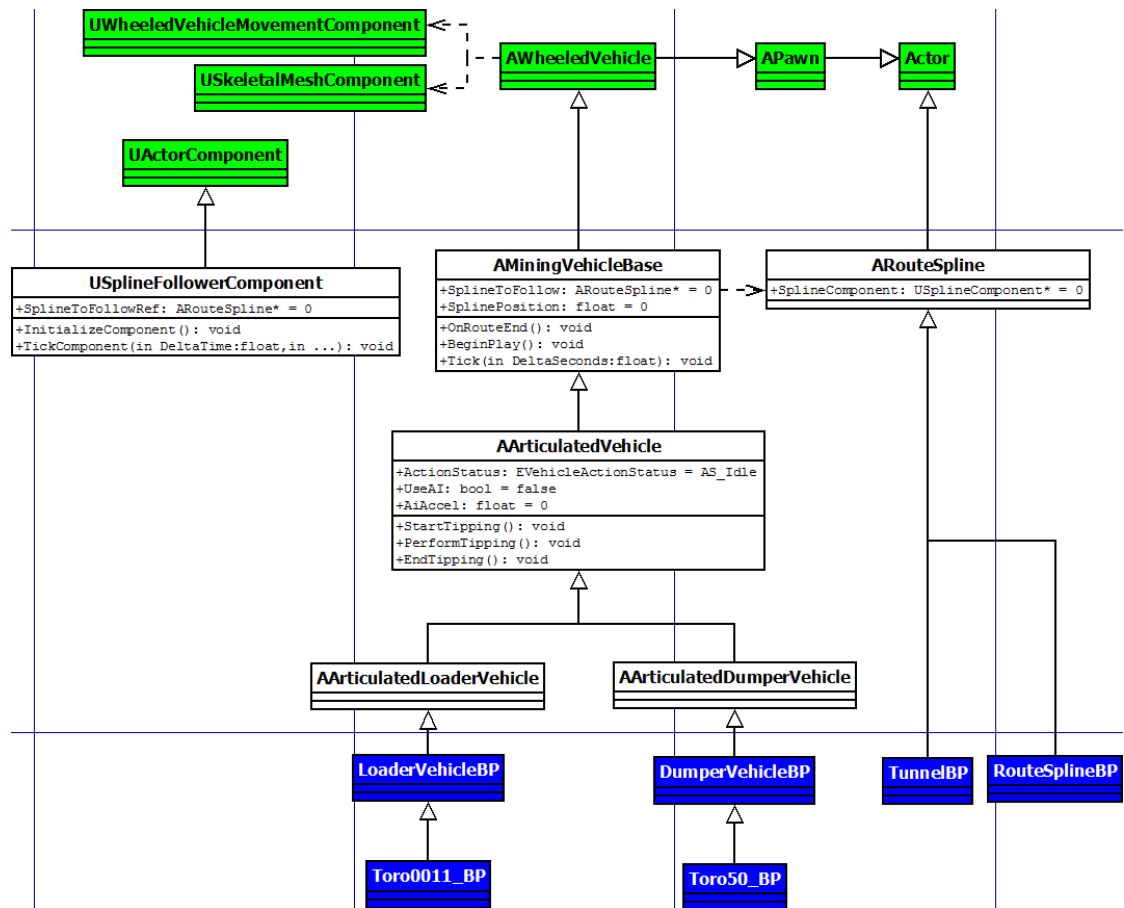 UWheeledVehicleMovementComponent
USkeletalMeshComponent
AWheeledVehicle
APawn
Actor
UActorComponent
USplineFollowerComponent
+SplineToFollowRef: ARouteSpline* = 0
+InitializeComponent(): void
+TickComponent(in DeltaTime:float,in ...): void
AMiningVehicleBase
+SplineToFollow: ARouteSpline* = 0
+SplinePosition: float = 0
+OnRouteEnd(): void
+BeginPlay(): void
+Tick(in DeltaSeconds:float): void
ARouteSpline
+SplineComponent: USplineComponent* = 0
AArticulatedVehicle
+ActionStatus: EVehicleActionStatus = AS_Idle
+UseAI: bool = false
+AiAccel: float = 0
+StartTipping(): void
+PerformTipping(): void
+EndTipping(): void
AArticulatedLoaderVehicle
AArticulatedDumperVehicle
LoaderVehicleBP
DumperVehicleBP
TunnelBP
RouteSplineBP
Toro0011_BP
Toro50_BP